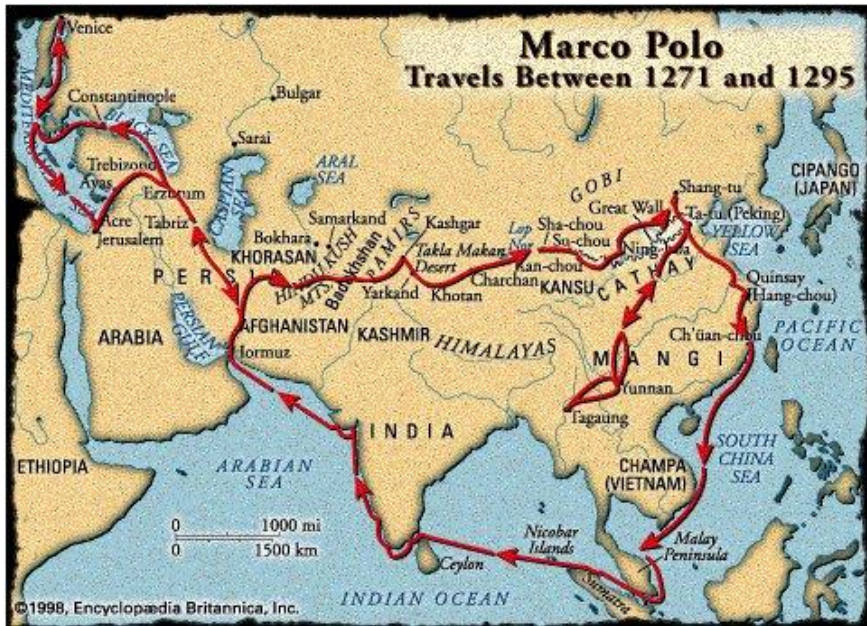 Marco Polo
Travels Between 1271 and 1295
Venice
Constantinople
Bulgar
BLACK SEA
Sarai
Trebizond
Ayas
Erzurum
CASPIAN
SEA
ARAL
SEA
GOBI
Shang-tu
CIPANGO
(JAPAN)
Great Wall
Ta-tu (Peking)
YELLOW
SEA
Acre
Jerusalem
Tabriz
Bokhara
Samarkand
Kashgar
Lop
Nor
Sha-chou
Su-chou
KHORASAN
HINDU KUSH
MTS.
Badakhshan
PAMIRS
Takla Makan
Desert
Kan-chou
KANSU
CATHAY
Charchan
Yarkand
Khotan
Quinsay
(Hang-chou)
ARABIA
PERSIAN
GULF
AFGHANISTAN
KASHMIR
HIMALAYAS
MANGI
Ch'üan-chou
PACIFIC
OCEAN
Yunnan
Tagaung
INDIA
ETHIOPIA
ARABIAN
SEA
CHAMPA
(VIETNAM)
SOUTH
CHINA
SEA
0 1000 mi
0 1500 km
Nicobar
Islands
Malay
Peninsula
Ceylon
Sumatra
INDIAN OCEAN
©1998, Encyclopædia Britannica, Inc.